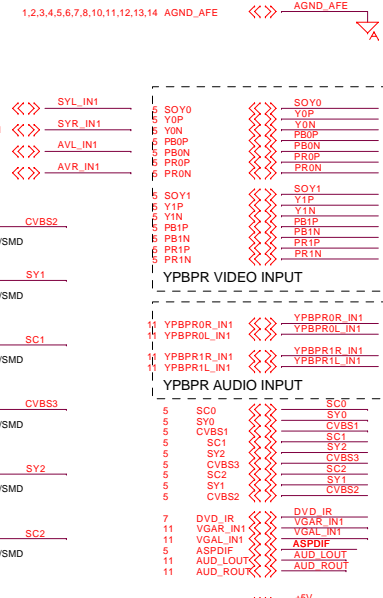 1,2,3,4,5,6,7,8,10,11,12,13,14 AGND_AFE AGND_AFE
A
SYL_IN1
SYR_IN1
AVL_IN1
AVR_IN1
5 SOY0 SOY0
5 Y0P Y0P
5 Y0N Y0N
5 PB0P PB0P
5 PB0N PB0N
5 PR0P PR0P
5 PR0N PR0N
5 SOY1 SOY1
5 Y1P Y1P
5 Y1N Y1N
5 PB1P PB1P
5 PB1N PB1N
5 PR1P PR1P
5 PR1N PR1N
YPBPR VIDEO INPUT
CVBS2
/SMD
SY1
/SMD
SC1
/SMD
CVBS3
/SMD
SY2
/SMD
SC2
/SMD
11 YPBPR0R_IN1 YPBPR0R_IN1
11 YPBPR0L_IN1 YPBPR0L_IN1
11 YPBPR1R_IN1 YPBPR1R_IN1
11 YPBPR1L_IN1 YPBPR1L_IN1
YPBPR AUDIO INPUT
5 SC0 SC0
5 SY0 SY0
5 CVBS1 CVBS1
5 SC1 SC1
5 SY2 SY2
5 CVBS3 CVBS3
5 SC2 SC2
5 SY1 SY1
5 CVBS2 CVBS2
7 DVD_IR DVD_IR
11 VGAR_IN1 VGAR_IN1
11 VGAL_IN1 VGAL_IN1
5 ASPDIF ASPDIF
11 AUD_LOUT AUD_LOUT
11 AUD_ROUT AUD_ROUT